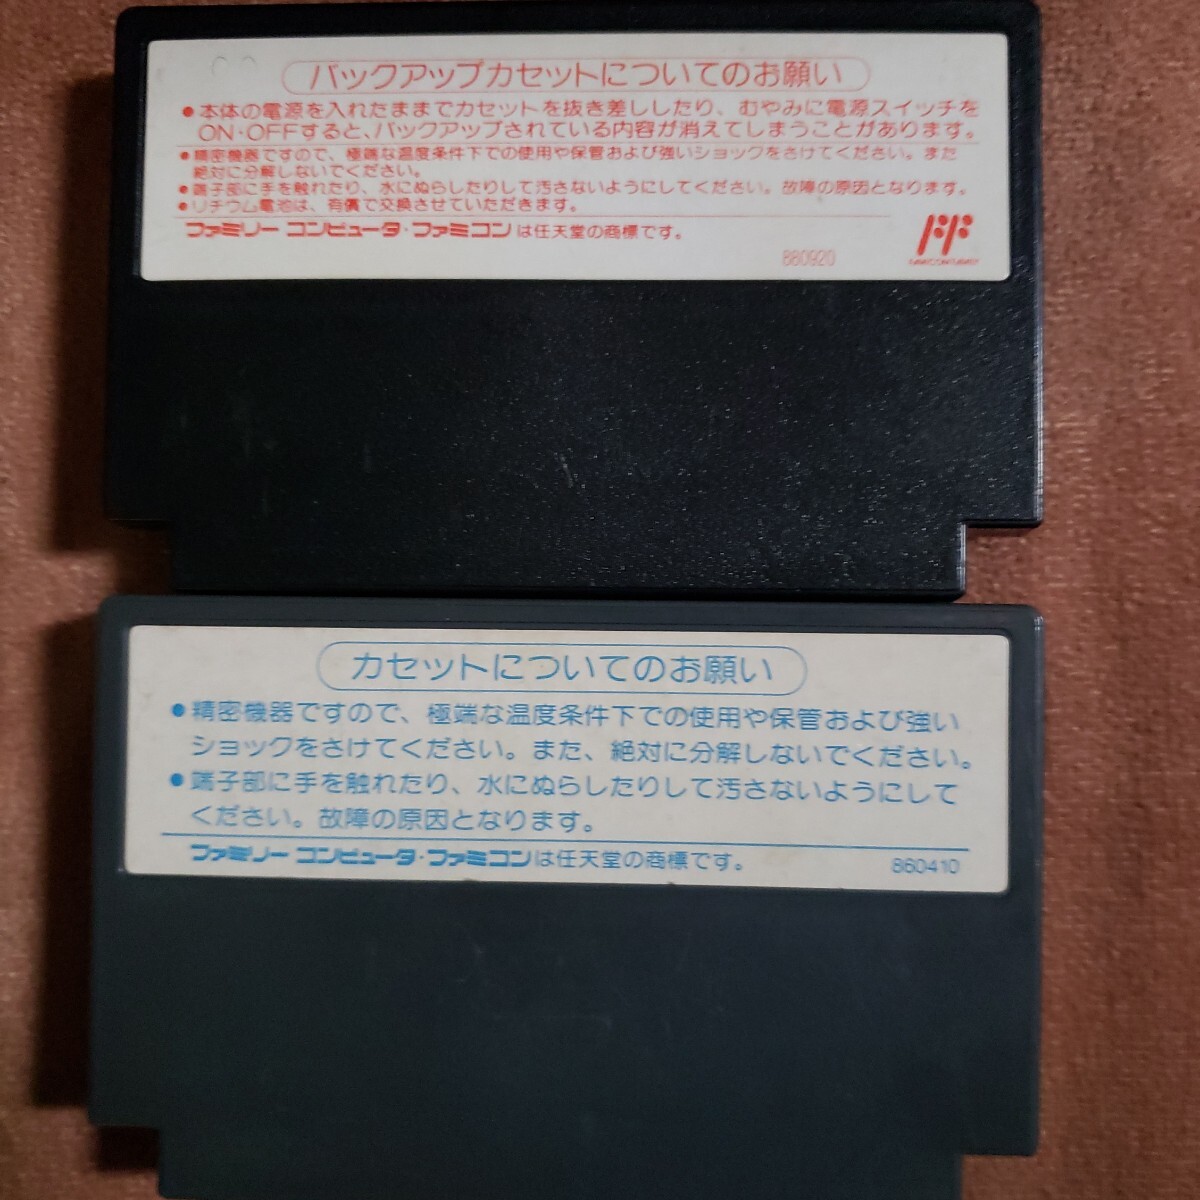 バックアップカセットについてのお願い
●本体の電源を入れたままでカセットを抜き差ししたり、むやみに電源スイッチを
ON・OFFすると、バックアップされている内容が消えてしまうことがあります。
●精密機器ですので、極端な温度条件下での使用や保管および強いショックをさけてください。また
絶対に分解しないでください。
●端子部に手を触れたり、水にぬらしたりして汚さないようにしてください。故障の原因となります。
●リチウム電池は、有償で交換させていただきます。
ファミリー コンピュータ・ファミコンは任天堂の商標です。
FF
FAMICOM FAMILY
880920
カセットについてのお願い
●精密機器ですので、極端な温度条件下での使用や保管および強い
ショックをさけてください。また、絶対に分解しないでください。
●端子部に手を触れたり、水にぬらしたりして汚さないようにして
ください。故障の原因となります。
ファミリー コンピュータ・ファミコンは任天堂の商標です。
860410